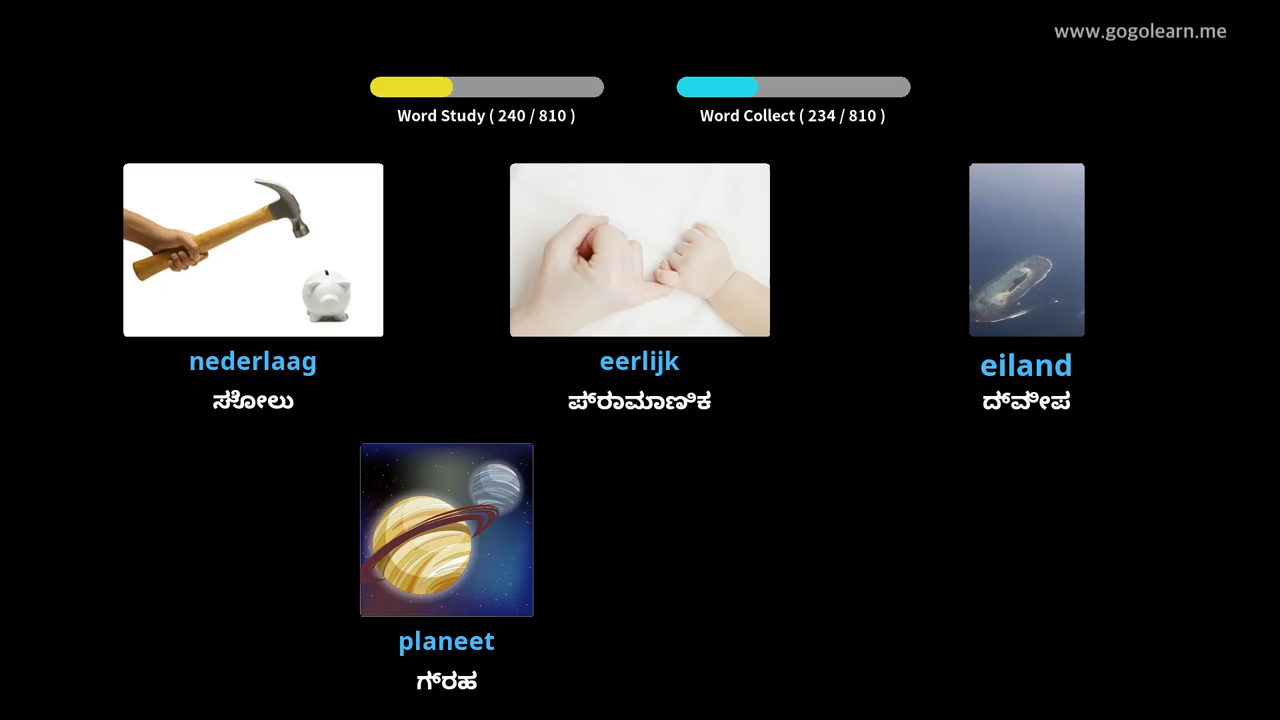 www.gogolearn.me
Word Study ( 240 / 810 )
Word Collect ( 234 / 810 )
nederlaag
eerlijk
eiland
ಸೋಲು
ಪ್ರಾಮಾಣಿಕ
ದ್ವೀಪ
planeet
ಗ್ರಹ